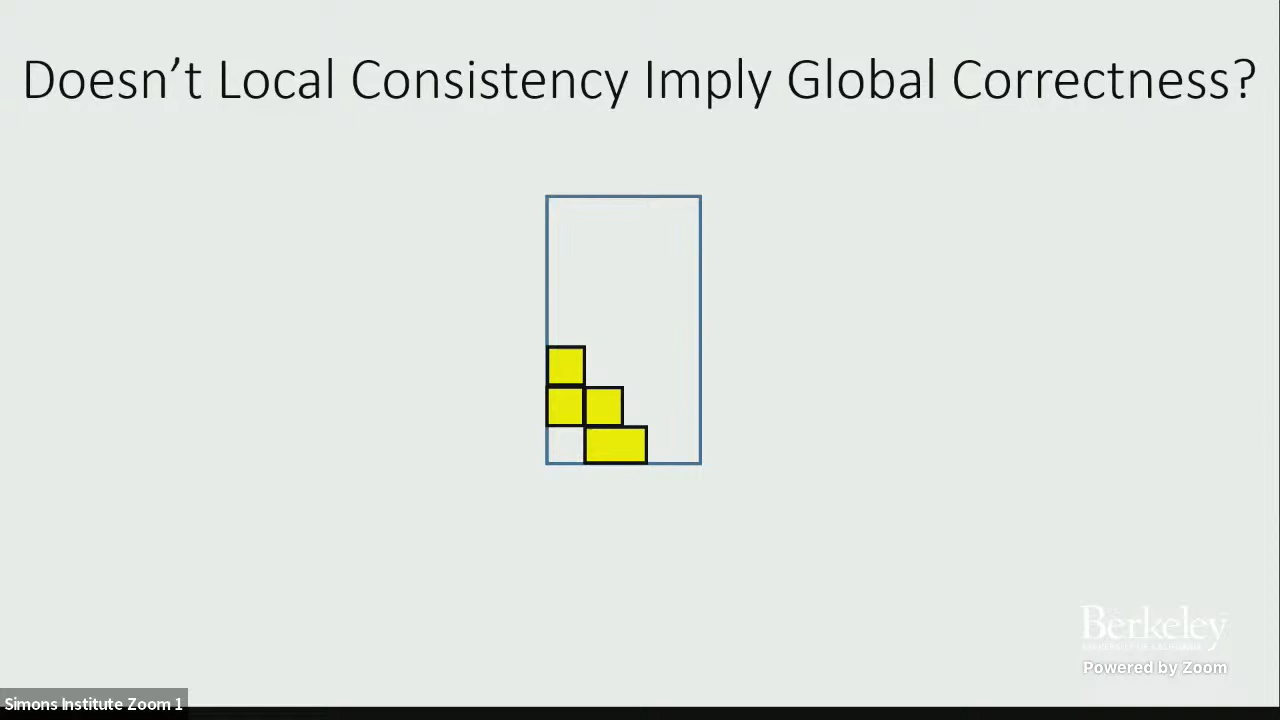 Doesn’t Local Consistency Imply Global Correctness?
Berkeley
Powered by Zoom
Simons Institute Zoom 1